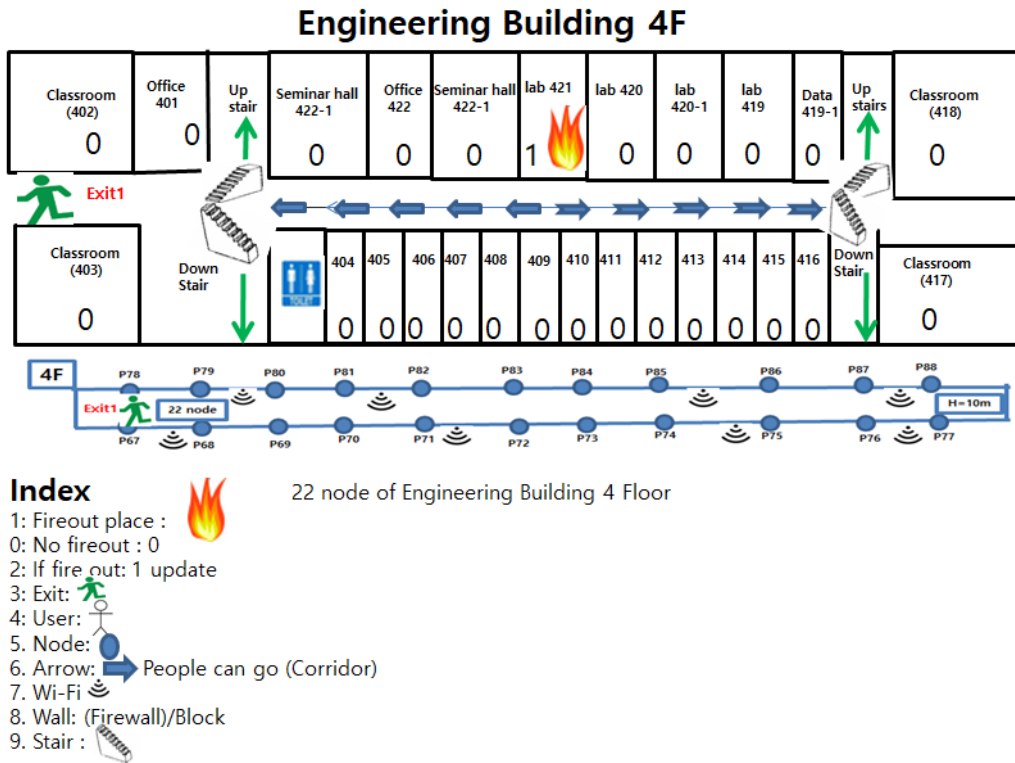 Engineering Building 4F
Classroom
(402)
0
Office
401
0
Up
stair
Seminar hall
422-1
0
Office
422
0
Seminar hall
422-1
0
lab 421
1
lab 420
0
lab
420-1
0
lab
419
0
Data
419-1
0
Up
stairs
Classroom
(418)
0
Exit1
Classroom
(403)
0
Down
Stair
TOILET
404
0
405
0
406
0
407
0
408
0
409
0
410
0
411
0
412
0
413
0
414
0
415
0
416
0
Down
Stair
Classroom
(417)
0
4F
P78 P79 P80 P81 P82 P83 P84 P85 P86 P87 P88
Exit1
22 node
H=10m
P67 P68 P69 P70 P71 P72 P73 P74 P75 P76 P77
Index
22 node of Engineering Building 4 Floor
1: Fireout place :
0: No fireout : 0
2: If fire out: 1 update
3: Exit:
4: User:
5. Node:
6. Arrow: People can go (Corridor)
7. Wi-Fi
8. Wall: (Firewall)/Block
9. Stair :